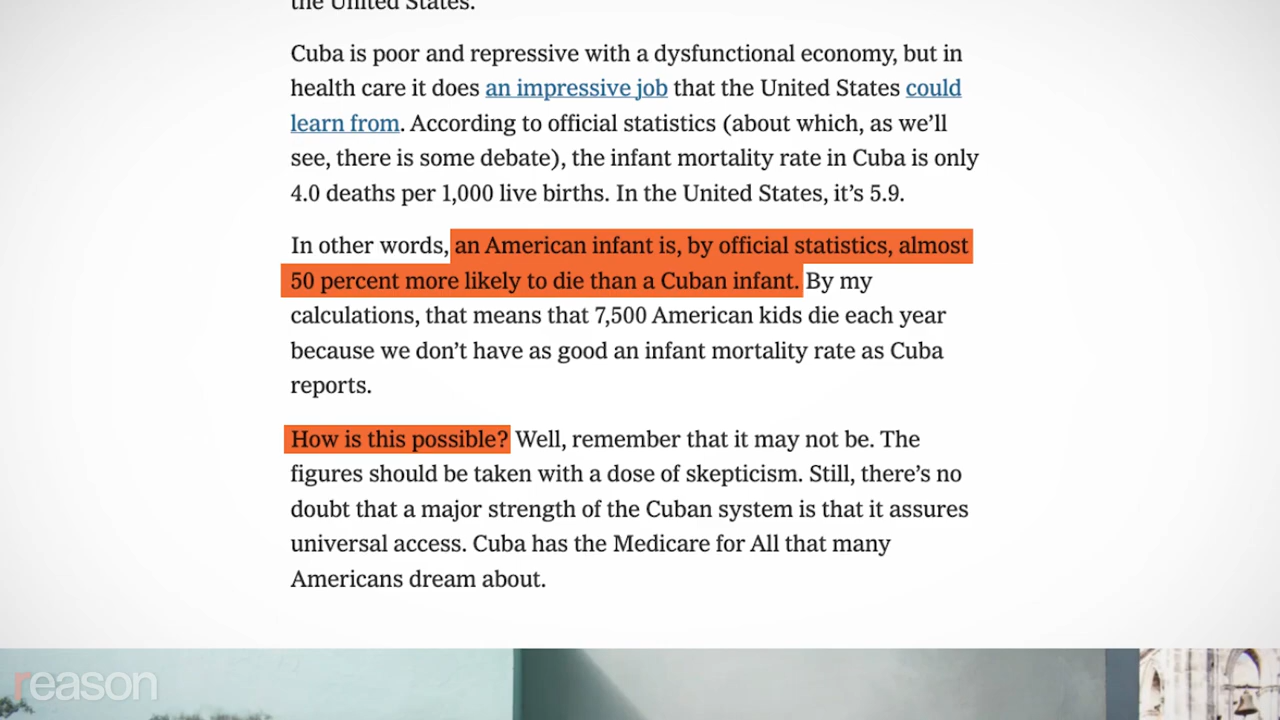 the United States.
Cuba is poor and repressive with a dysfunctional economy, but in
health care it does an impressive job that the United States could
learn from. According to official statistics (about which, as we’ll
see, there is some debate), the infant mortality rate in Cuba is only
4.0 deaths per 1,000 live births. In the United States, it’s 5.9.
In other words, an American infant is, by official statistics, almost
50 percent more likely to die than a Cuban infant. By my
calculations, that means that 7,500 American kids die each year
because we don’t have as good an infant mortality rate as Cuba
reports.
How is this possible? Well, remember that it may not be. The
figures should be taken with a dose of skepticism. Still, there’s no
doubt that a major strength of the Cuban system is that it assures
universal access. Cuba has the Medicare for All that many
Americans dream about.
reason